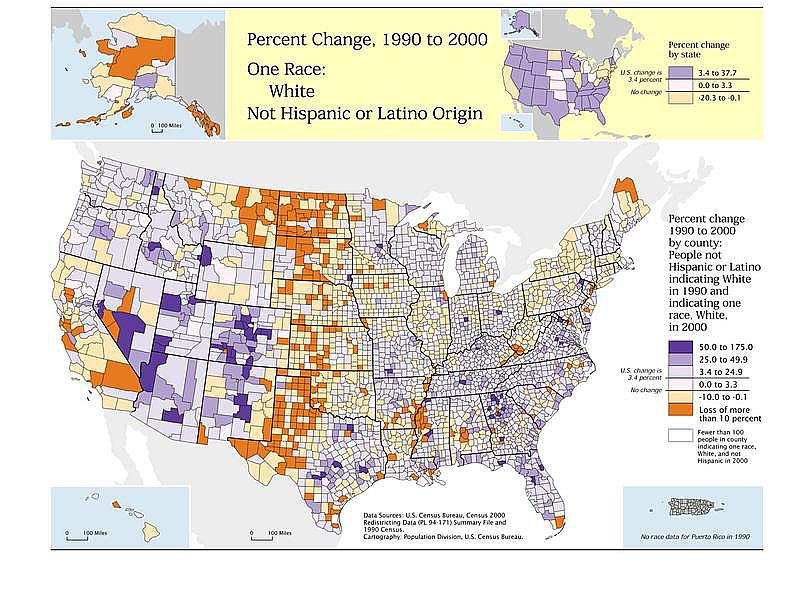 Percent Change, 1990 to 2000
One Race:
White
Not Hispanic or Latino Origin
Percent change
by state
U.S. change is
3.4 percent
No change
3.4 to 37.7
0.0 to 3.3
-20.3 to -0.1
0 100 Miles
Percent change
1990 to 2000
by county:
People not
Hispanic or Latino
indicating White
in 1990 and
indicating one
race, White,
in 2000
50.0 to 175.0
25.0 to 49.9
U.S. change is
3.4 percent
3.4 to 24.9
0.0 to 3.3
No change
-10.0 to -0.1
Loss of more
than 10 percent
Fewer than 100
people in county
indicating one race,
White, and not
Hispanic in 2000
0 100 Miles
0 100 Miles
Data Sources: U.S. Census Bureau, Census 2000
Redistricting Data (PL 94-171) Summary File and
1990 Census.
Cartography: Population Division, U.S. Census Bureau.
No race data for Puerto Rico in 1990